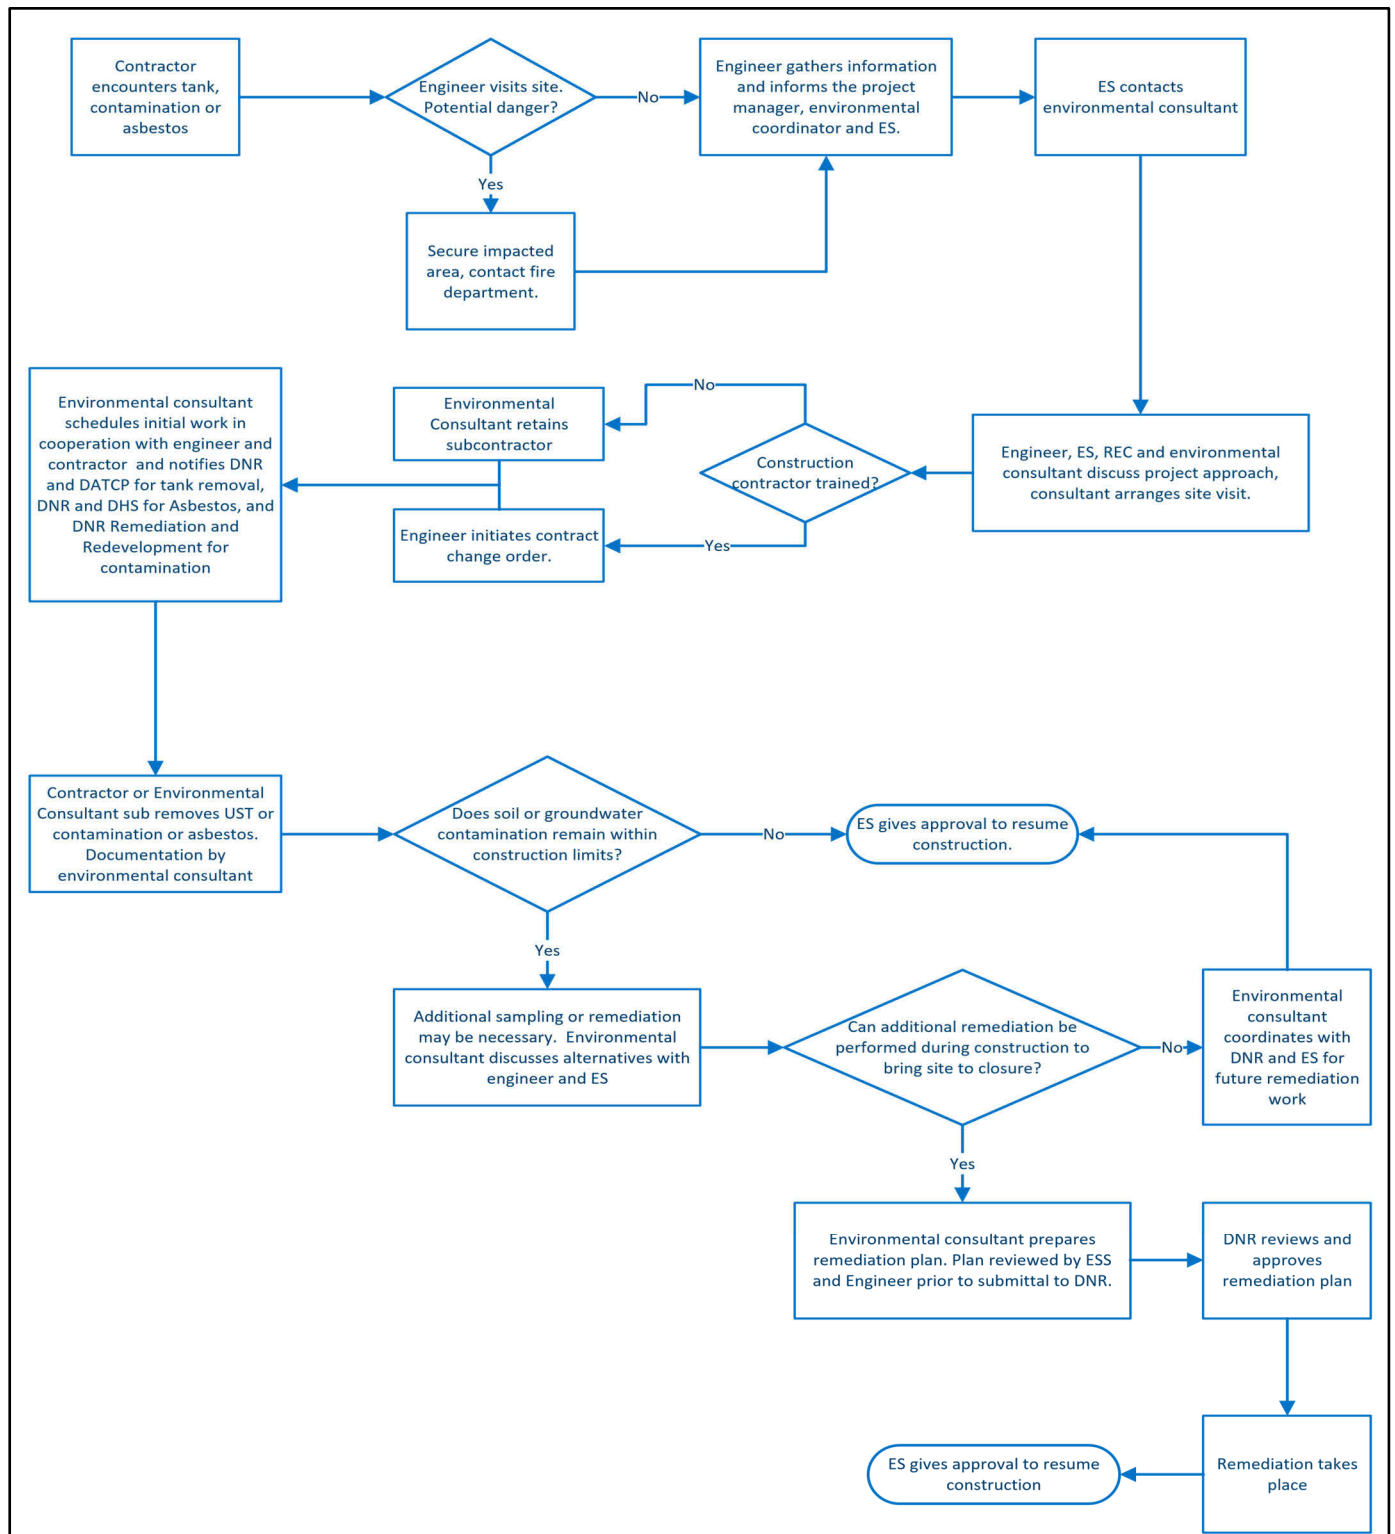 Contractor
encounters tank,
contamination or
asbestos
Engineer visits site.
Potential danger?
No
Engineer gathers information
and informs the project
manager, environmental
coordinator and ES.
ES contacts
environmental consultant
Yes
Secure impacted
area, contact fire
department.
Engineer, ES, REC and environmental
consultant discuss project approach,
consultant arranges site visit.
Construction
contractor trained?
No
Environmental
Consultant retains
subcontractor
Yes
Engineer initiates contract
change order.
Environmental consultant
schedules initial work in
cooperation with engineer and
contractor and notifies DNR
and DATCP for tank removal,
DNR and DHS for Asbestos, and
DNR Remediation and
Redevelopment for
contamination
Contractor or Environmental
Consultant sub removes UST or
contamination or asbestos.
Documentation by
environmental consultant
Does soil or groundwater
contamination remain within
construction limits?
No
ES gives approval to resume
construction.
Yes
Additional sampling or remediation
may be necessary. Environmental
consultant discusses alternatives with
engineer and ES
Can additional remediation be
performed during construction to
bring site to closure?
No
Environmental
consultant
coordinates with
DNR and ES for
future remediation
work
Yes
Environmental consultant prepares
remediation plan. Plan reviewed by ESS
and Engineer prior to submittal to DNR.
DNR reviews and
approves
remediation plan
Remediation takes
place
ES gives approval to resume
construction